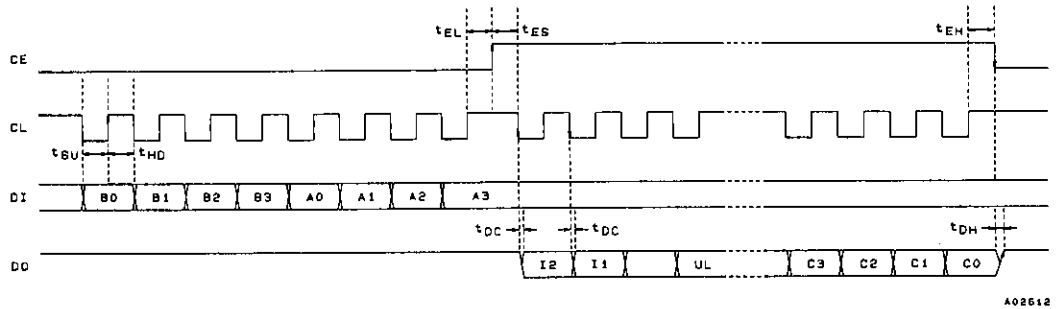 tEL tES tEH
CE
CL
tSU tHD
DI B0 B1 B2 B3 A0 A1 A2 A3
tDC tDC tDH
DO I2 I1 UL C3 C2 C1 C0
A02612